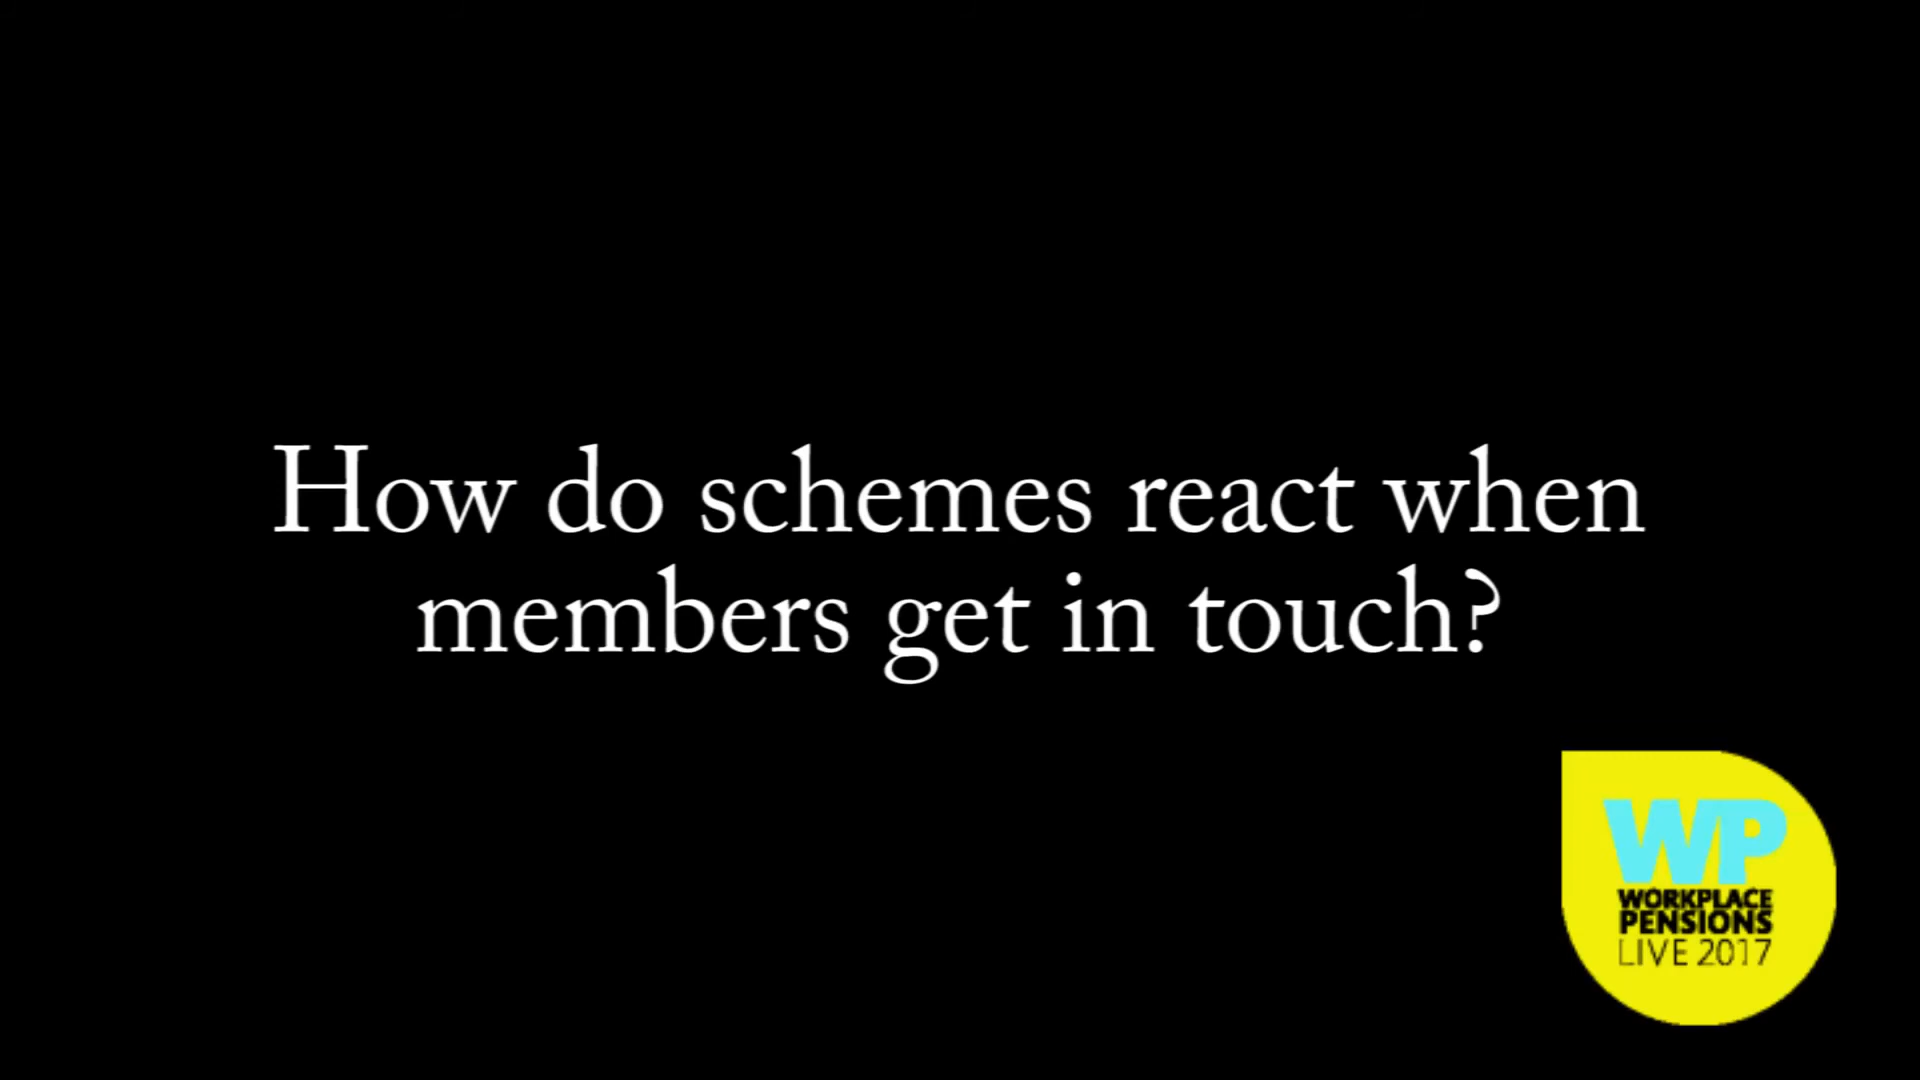 How do schemes react when
members get in touch?
WP
WORKPLACE
PENSIONS
LIVE 2017